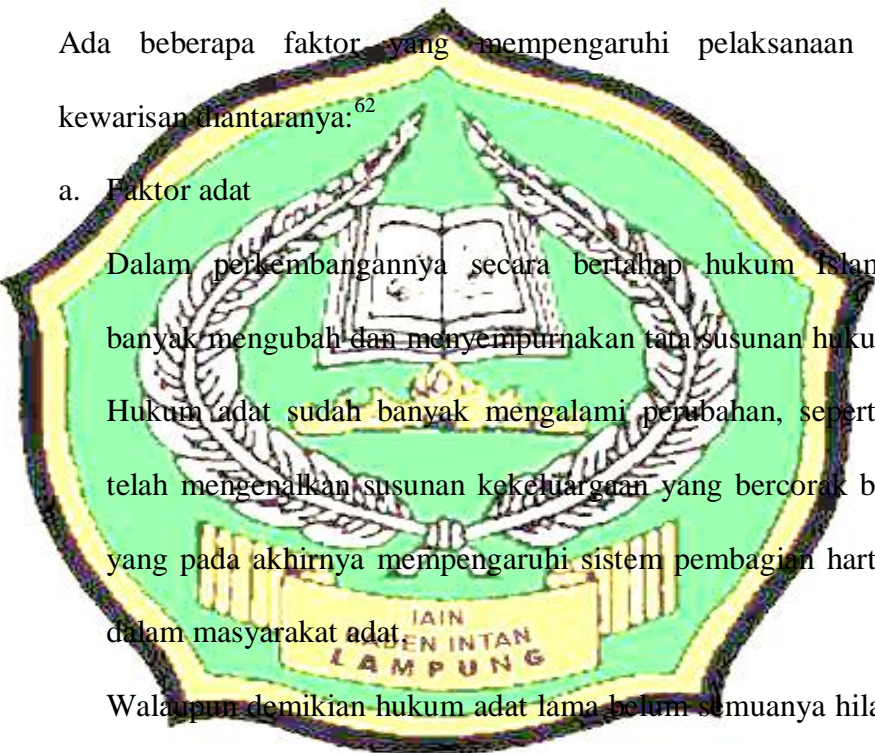 Ada beberapa faktor yang mempengaruhi pelaksanaan
kewarisan diantaranya:⁶²
a. Faktor adat
Dalam perkembangannya secara bertahap hukum Islam
banyak mengubah dan menyempurnakan tata susunan huku
Hukum adat sudah banyak mengalami perubahan, sepert
telah mengenalkan susunan kekeluargaan yang bercorak b
yang pada akhirnya mempengaruhi sistem pembagian hart
dalam masyarakat adat.
IAIN
RADEN INTAN
LAMPUNG
Walaupun demikian hukum adat lama belum semuanya hila